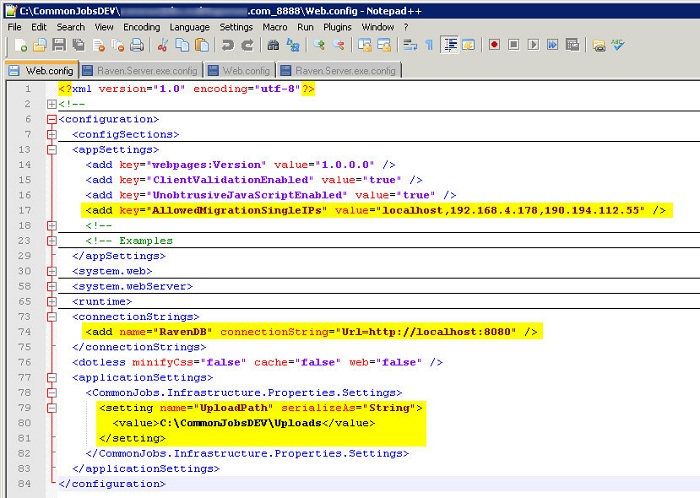 C:\CommonJobsDEV\ .com_8888\Web.config - Notepad++
File Edit Search View Encoding Language Settings Macro Run Plugins Window ?
Web.config Raven.Server.exe.config Web.config Raven.Server.exe.config
1 <?xml version="1.0" encoding="utf-8"?>
2 <!--
6 <configuration>
7 <configSections>
13 <appSettings>
14 <add key="webpages:Version" value="1.0.0.0" />
15 <add key="ClientValidationEnabled" value="true" />
16 <add key="UnobtrusiveJavaScriptEnabled" value="true" />
17 <add key="AllowedMigrationSingleIPs" value="localhost,192.168.4.178,190.194.112.55" />
18 <!--
23 <!-- Examples
29 </appSettings>
30 <system.web>
58 <system.webServer>
65 <runtime>
73 <connectionStrings>
74 <add name="RavenDB" connectionString="Url=http://localhost:8080" />
75 </connectionStrings>
76 <dotless minifyCss="false" cache="false" web="false" />
77 <applicationSettings>
78 <CommonJobs.Infrastructure.Properties.Settings>
79 <setting name="UploadPath" serializeAs="String">
80 <value>C:\CommonJobsDEV\Uploads</value>
81 </setting>
82 </CommonJobs.Infrastructure.Properties.Settings>
83 </applicationSettings>
84 </configuration>